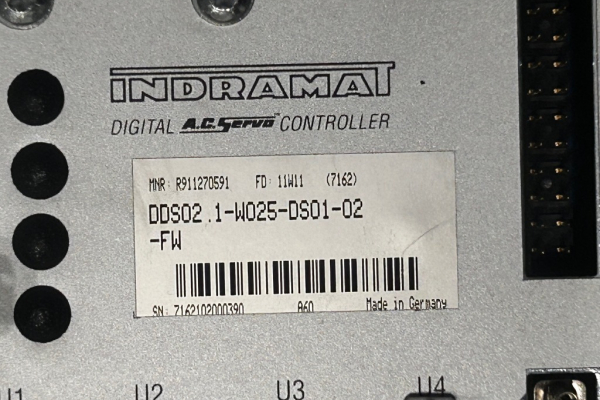 INDRAMAT
DIGITAL A.C. Servo™ CONTROLLER
MNR: R911270591 FD: 11W11 (7162)
DDS02.1-W025-DS01-02
-FW
SN: 7162102000390 A60 Made in Germany
U1 U2 U3 U4